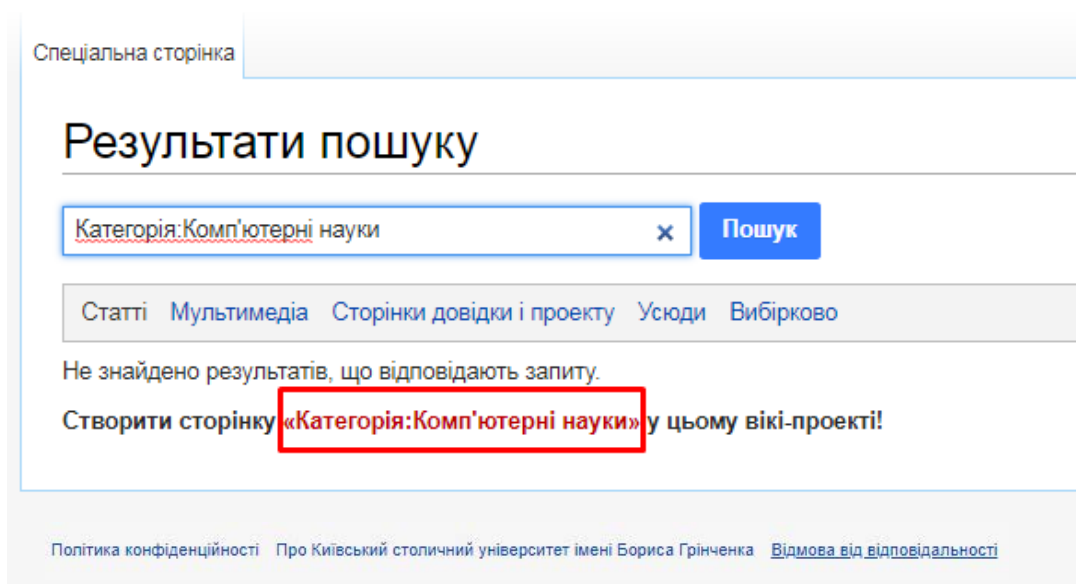 Спеціальна сторінка
Результати пошуку
Категорія:Комп'ютерні науки × Пошук
Статті Мультимедіа Сторінки довідки і проекту Усюди Вибірково
Не знайдено результатів, що відповідають запиту.
Створити сторінку «Категорія:Комп'ютерні науки» у цьому вікі-проекті!
Політика конфіденційності Про Київський столичний університет імені Бориса Грінченка Відмова від відповідальності